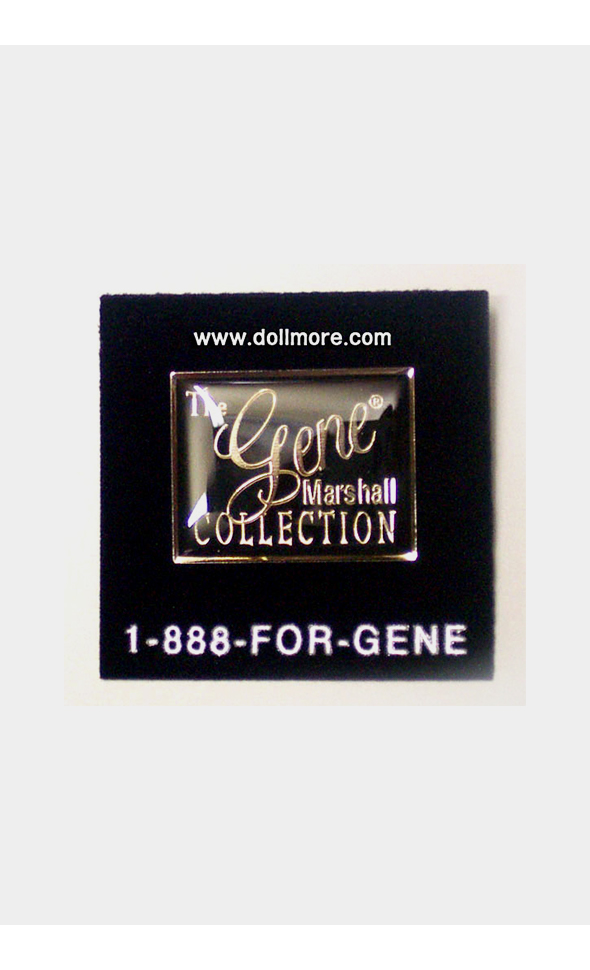 www.dollmore.com
The Gene®
Marshall
COLLECTION
1-888-FOR-GENE